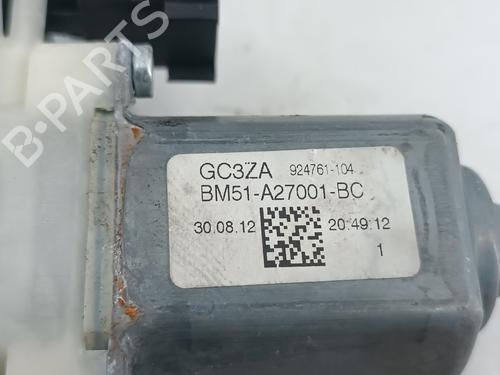 B-PARTS
GC3ZA 924761-104
BM51-A27001-BC
30.08.12 20:49:12
1